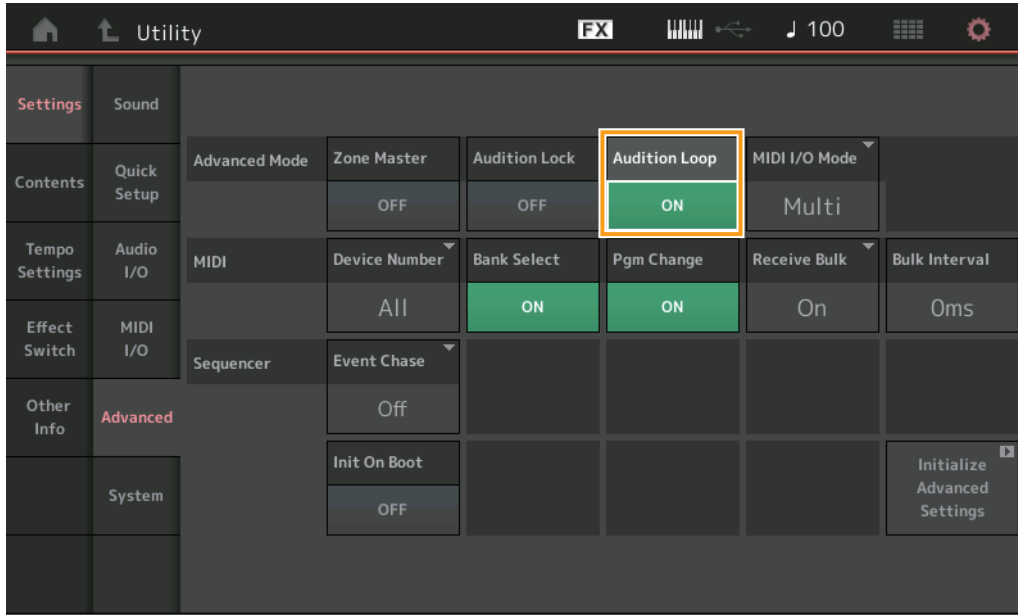 Utility
FX
♩ 100
Settings
Sound
Contents
Quick
Setup
Tempo
Settings
Audio
I/O
Effect
Switch
MIDI
I/O
Other
Info
Advanced
System
Advanced Mode
Zone Master
OFF
Audition Lock
OFF
Audition Loop
ON
MIDI I/O Mode
Multi
MIDI
Device Number
All
Bank Select
ON
Pgm Change
ON
Receive Bulk
On
Bulk Interval
0ms
Sequencer
Event Chase
Off
Init On Boot
OFF
Initialize
Advanced
Settings